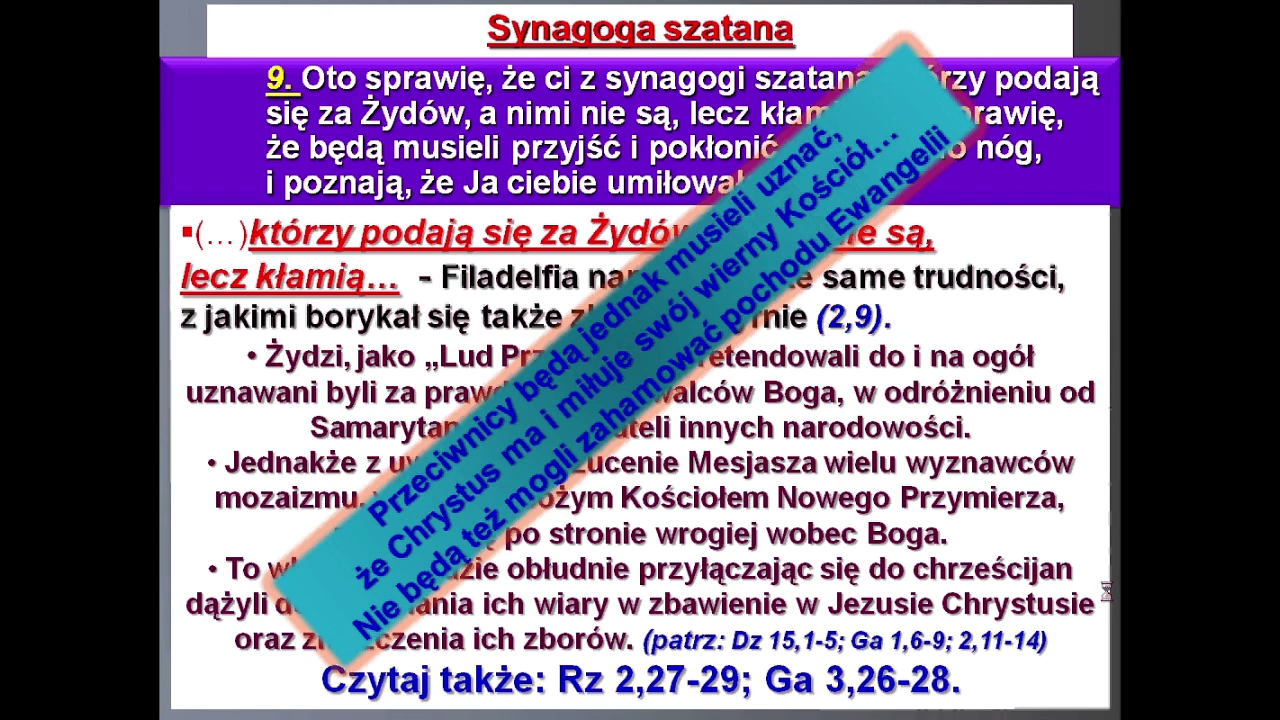 Synagoga szatana
9. Oto sprawię, że ci z synagogi szatana podają
się za Żydów, a nimi nie są, lecz kłam
że będą musieli przyjść i pokłonić nóg,
i poznają, że Ja ciebie umiłował
▪(…)którzy podają się za Żydów są,
lecz kłamią… - Filadelfia same trudności,
z jakimi borykał się także (2,9).
• Żydzi, jako „Lud do i na ogół
uznawani byli za Boga, w odróżnieniu od
innych narodowości.
• Jednakże z Mesjasza wielu wyznawców
mozaizmu Kościołem Nowego Przymierza,
po stronie wrogiej wobec Boga.
• To obłudnie przyłączając się do chrześcijan
dążyli ich wiary w zbawienie w Jezusie Chrystusie
oraz ich zborów. (patrz: Dz 15,1-5; Ga 1,6-9; 2,11-14)
Czytaj także: Rz 2,27-29; Ga 3,26-28.
Przeciwnicy będą jednak musieli uznać,
że Chrystus ma i miłuje swój wierny Kościół…
Nie będą też mogli zahamować pochodu Ewangelii